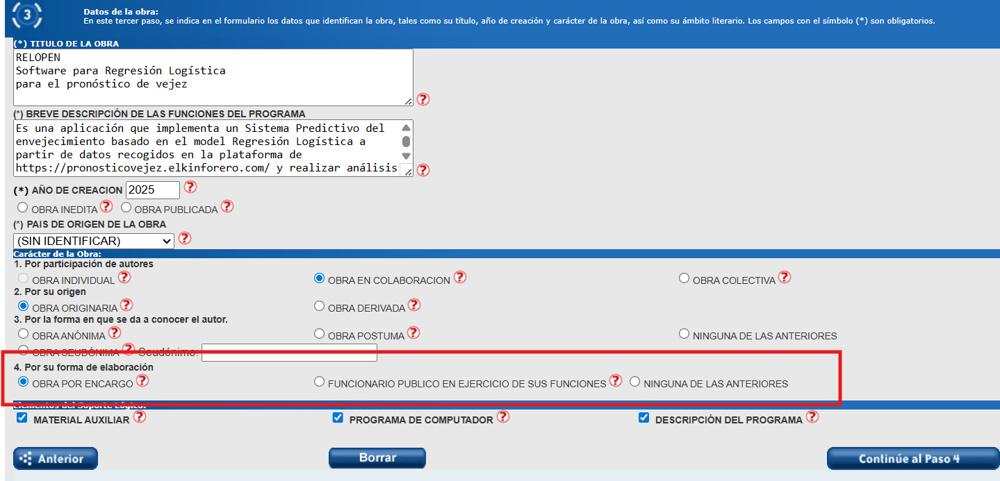 3
Datos de la obra:
En este tercer paso, se indica en el formulario los datos que identifican la obra, tales como su título, año de creación y carácter de la obra, así como su ámbito literario. Los campos con el símbolo (*) son obligatorios.
(*) TITULO DE LA OBRA
RELOPEN
Software para Regresión Logística
para el pronóstico de vejez
?
(*) BREVE DESCRIPCIÓN DE LAS FUNCIONES DEL PROGRAMA
Es una aplicación que implementa un Sistema Predictivo del
envejecimiento basado en el model Regresión Logística a
partir de datos recogidos en la plataforma de
https://pronosticovejez.elkinforero.com/ y realizar análisis
?
(*) AÑO DE CREACION 2025 ?
OBRA INEDITA ? OBRA PUBLICADA ?
(*) PAIS DE ORIGEN DE LA OBRA
(SIN IDENTIFICAR) ?
Carácter de la Obra:
1. Por participación de autores
OBRA INDIVIDUAL ? OBRA EN COLABORACION ? OBRA COLECTIVA ?
2. Por su origen
OBRA ORIGINARIA ? OBRA DERIVADA ?
3. Por la forma en que se da a conocer el autor.
OBRA ANÓNIMA ? OBRA POSTUMA ? NINGUNA DE LAS ANTERIORES
OBRA SEUDÓNIMA ? Seudónimo:
4. Por su forma de elaboración
OBRA POR ENCARGO ? FUNCIONARIO PUBLICO EN EJERCICIO DE SUS FUNCIONES ? NINGUNA DE LAS ANTERIORES
Elementos del Soporte Lógico:
MATERIAL AUXILIAR ? PROGRAMA DE COMPUTADOR ? DESCRIPCIÓN DEL PROGRAMA ?
Anterior Borrar Continúe al Paso 4